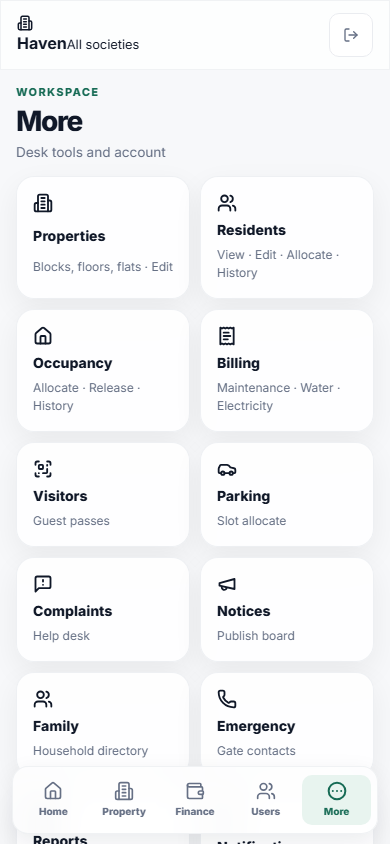 HavenAll societies
WORKSPACE
More
Desk tools and account
Properties
Blocks, floors, flats · Edit
Residents
View · Edit · Allocate ·
History
Occupancy
Allocate · Release ·
History
Billing
Maintenance · Water ·
Electricity
Visitors
Guest passes
Parking
Slot allocate
Complaints
Help desk
Notices
Publish board
Family
Household directory
Emergency
Gate contacts
Home
Property
Finance
Users
More
Reports